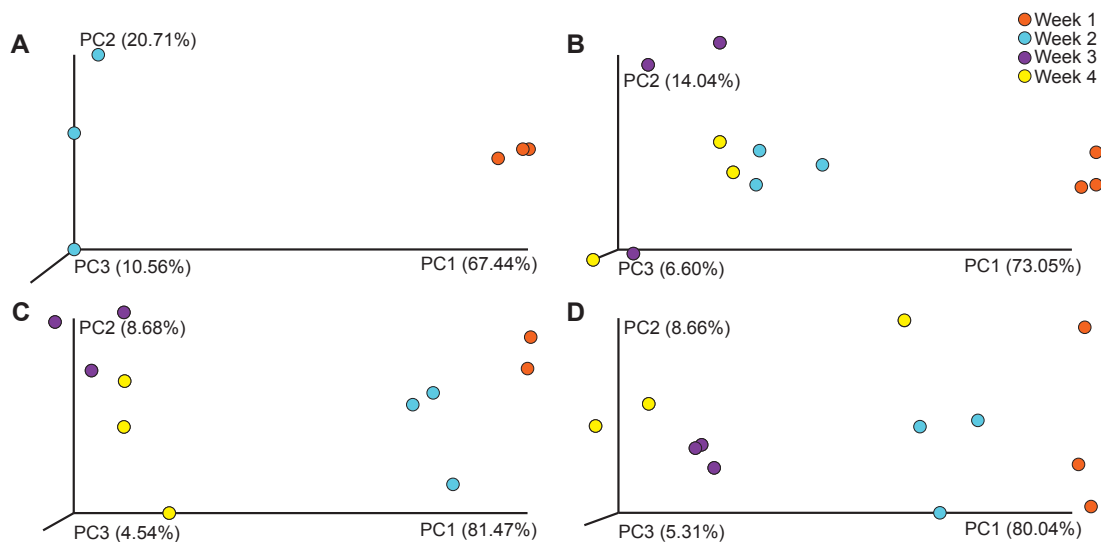 A
PC2 (20.71%)
PC3 (10.56%)
PC1 (67.44%)
B
Week 1
Week 2
Week 3
Week 4
PC2 (14.04%)
PC3 (6.60%)
PC1 (73.05%)
C
PC2 (8.68%)
PC3 (4.54%)
PC1 (81.47%)
D
PC2 (8.66%)
PC3 (5.31%)
PC1 (80.04%)